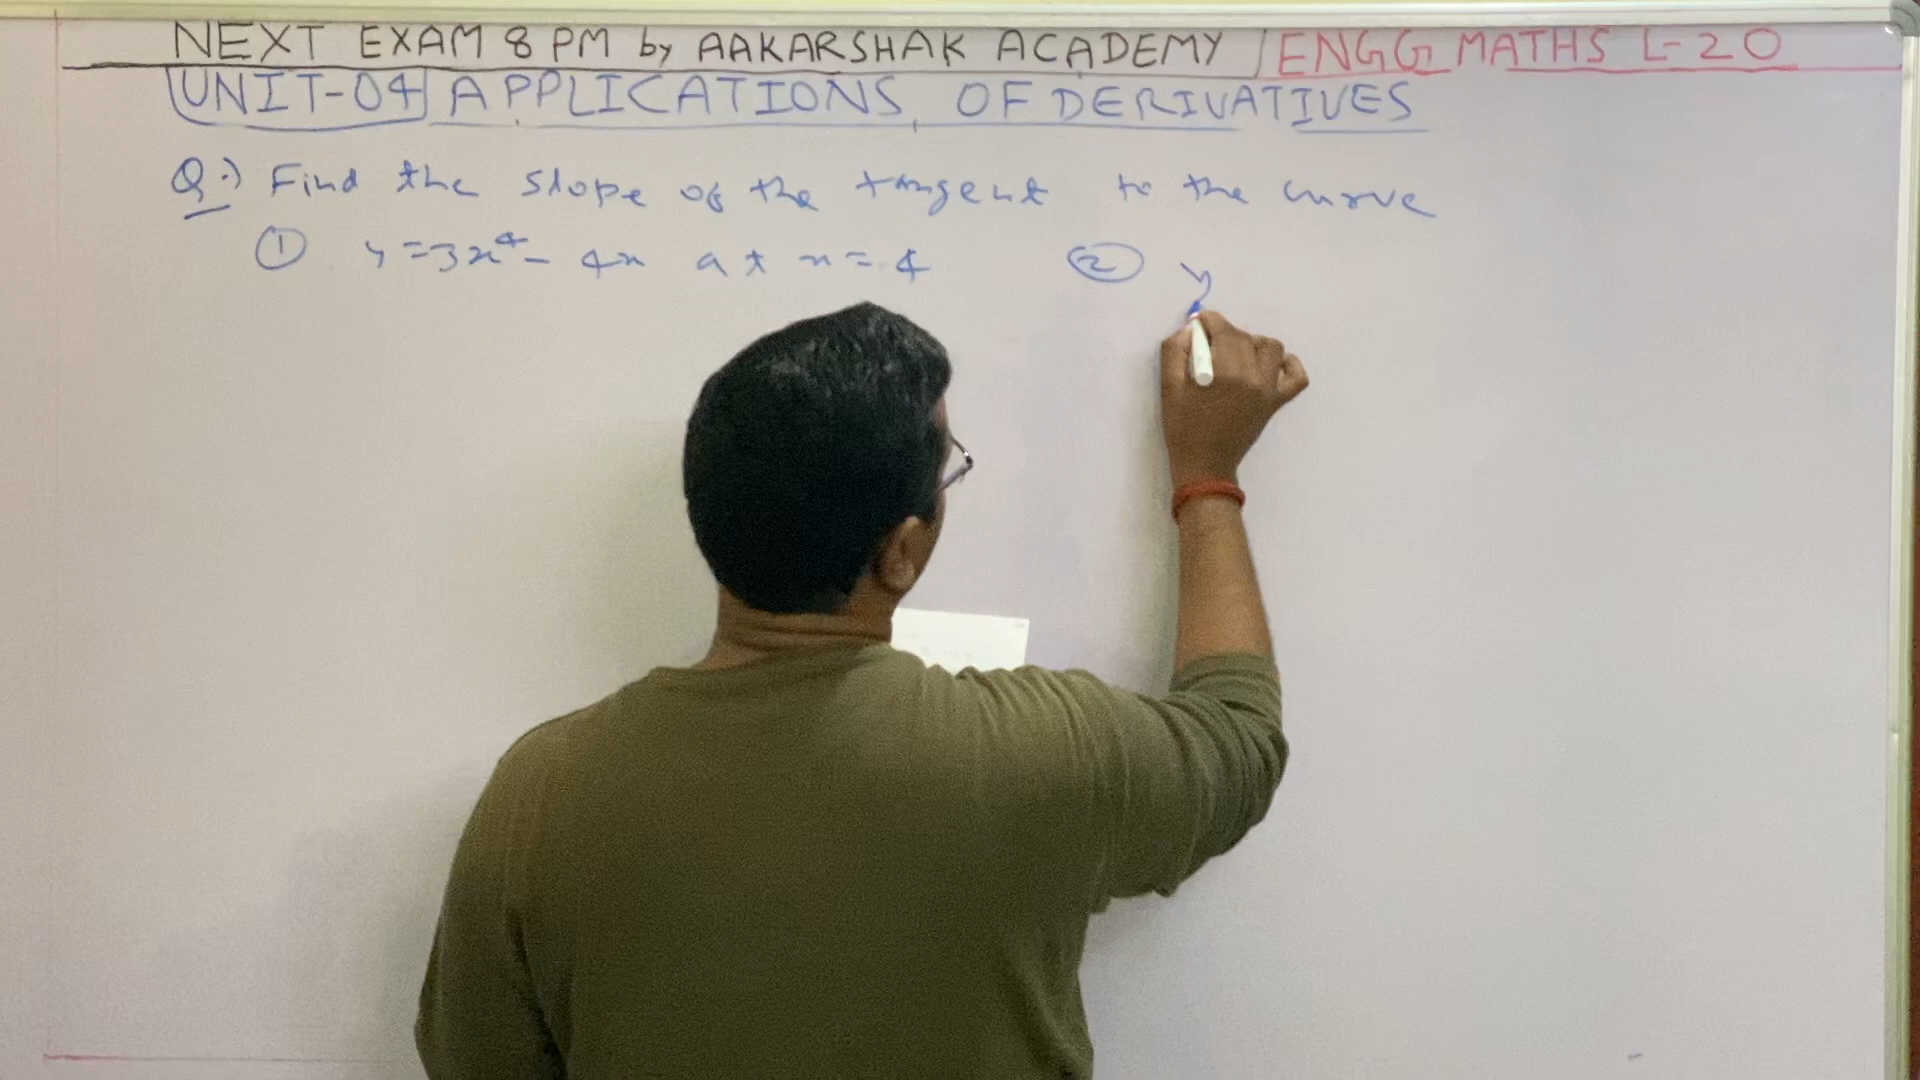 NEXT EXAM 8 PM by AAKARSHAK ACADEMY ENGG MATHS L-20
UNIT-04 APPLICATIONS OF DERIVATIVES
Q.) Find the slope of the tangent to the curve
① y = 3x⁴ - 4x at x = 4 ② y